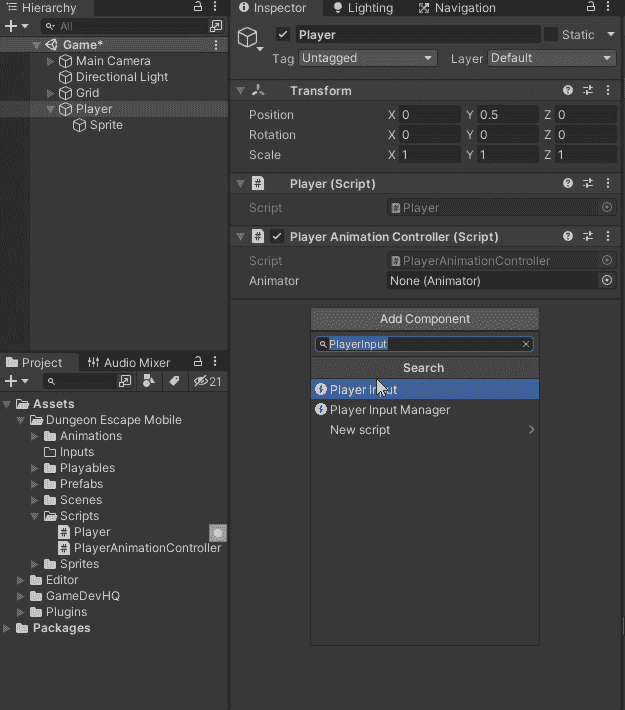 Hierarchy
All
Game*
Main Camera
Directional Light
Grid
Player
Sprite
Project
Audio Mixer
21
Assets
Dungeon Escape Mobile
Animations
Inputs
Playables
Prefabs
Scenes
Scripts
Player
PlayerAnimationController
Sprites
Editor
GameDevHQ
Plugins
Packages
Inspector
Lighting
Navigation
Player
Static
Tag Untagged Layer Default
Transform
Position X 0 Y 0.5 Z 0
Rotation X 0 Y 0 Z 0
Scale X 1 Y 1 Z 1
# Player (Script)
Script # Player
# Player Animation Controller (Script)
Script # PlayerAnimationController
Animator None (Animator)
Add Component
PlayerInput
Search
Player Input
Player Input Manager
New script